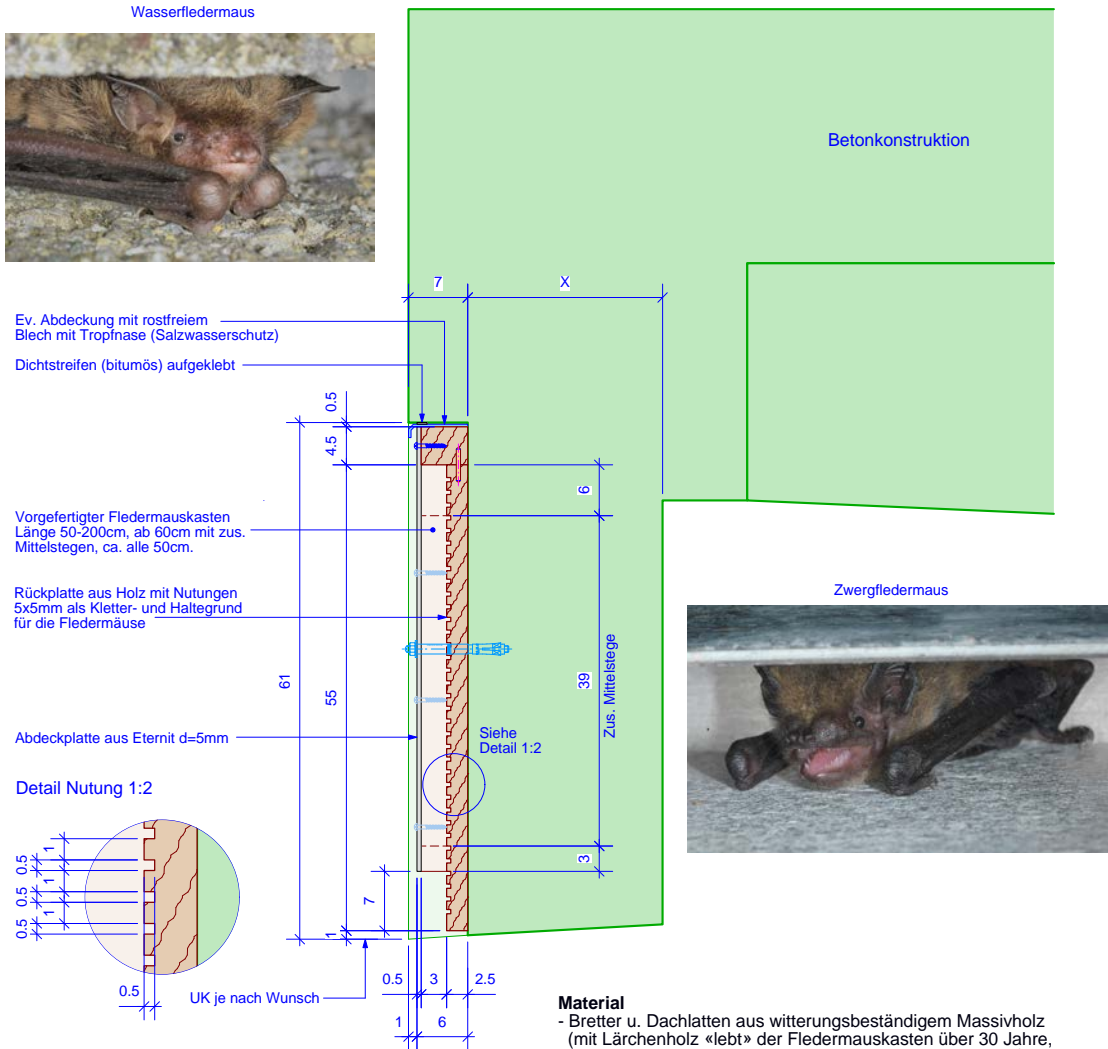 Wasserfledermaus
Betonkonstruktion
7
X
Ev. Abdeckung mit rostfreiem
Blech mit Tropfnase (Salzwasserschutz)
Dichtstreifen (bitumös) aufgeklebt
0.5
4.5
6
Vorgefertigter Fledermauskasten
Länge 50-200cm, ab 60cm mit zus.
Mittelstegen, ca. alle 50cm.
Rückplatte aus Holz mit Nutungen
5x5mm als Kletter- und Haltegrund
für die Fledermäuse
Zwergfledermaus
61
55
39
Zus. Mittelstege
Abdeckplatte aus Eternit d=5mm
Siehe
Detail 1:2
Detail Nutung 1:2
1
0.5
1
0.5
1
0.5
0.5
3
7
1
UK je nach Wunsch
0.5
3
2.5
1
6
Material
- Bretter u. Dachlatten aus witterungsbeständigem Massivholz
(mit Lärchenholz «lebt» der Fledermauskasten über 30 Jahre,